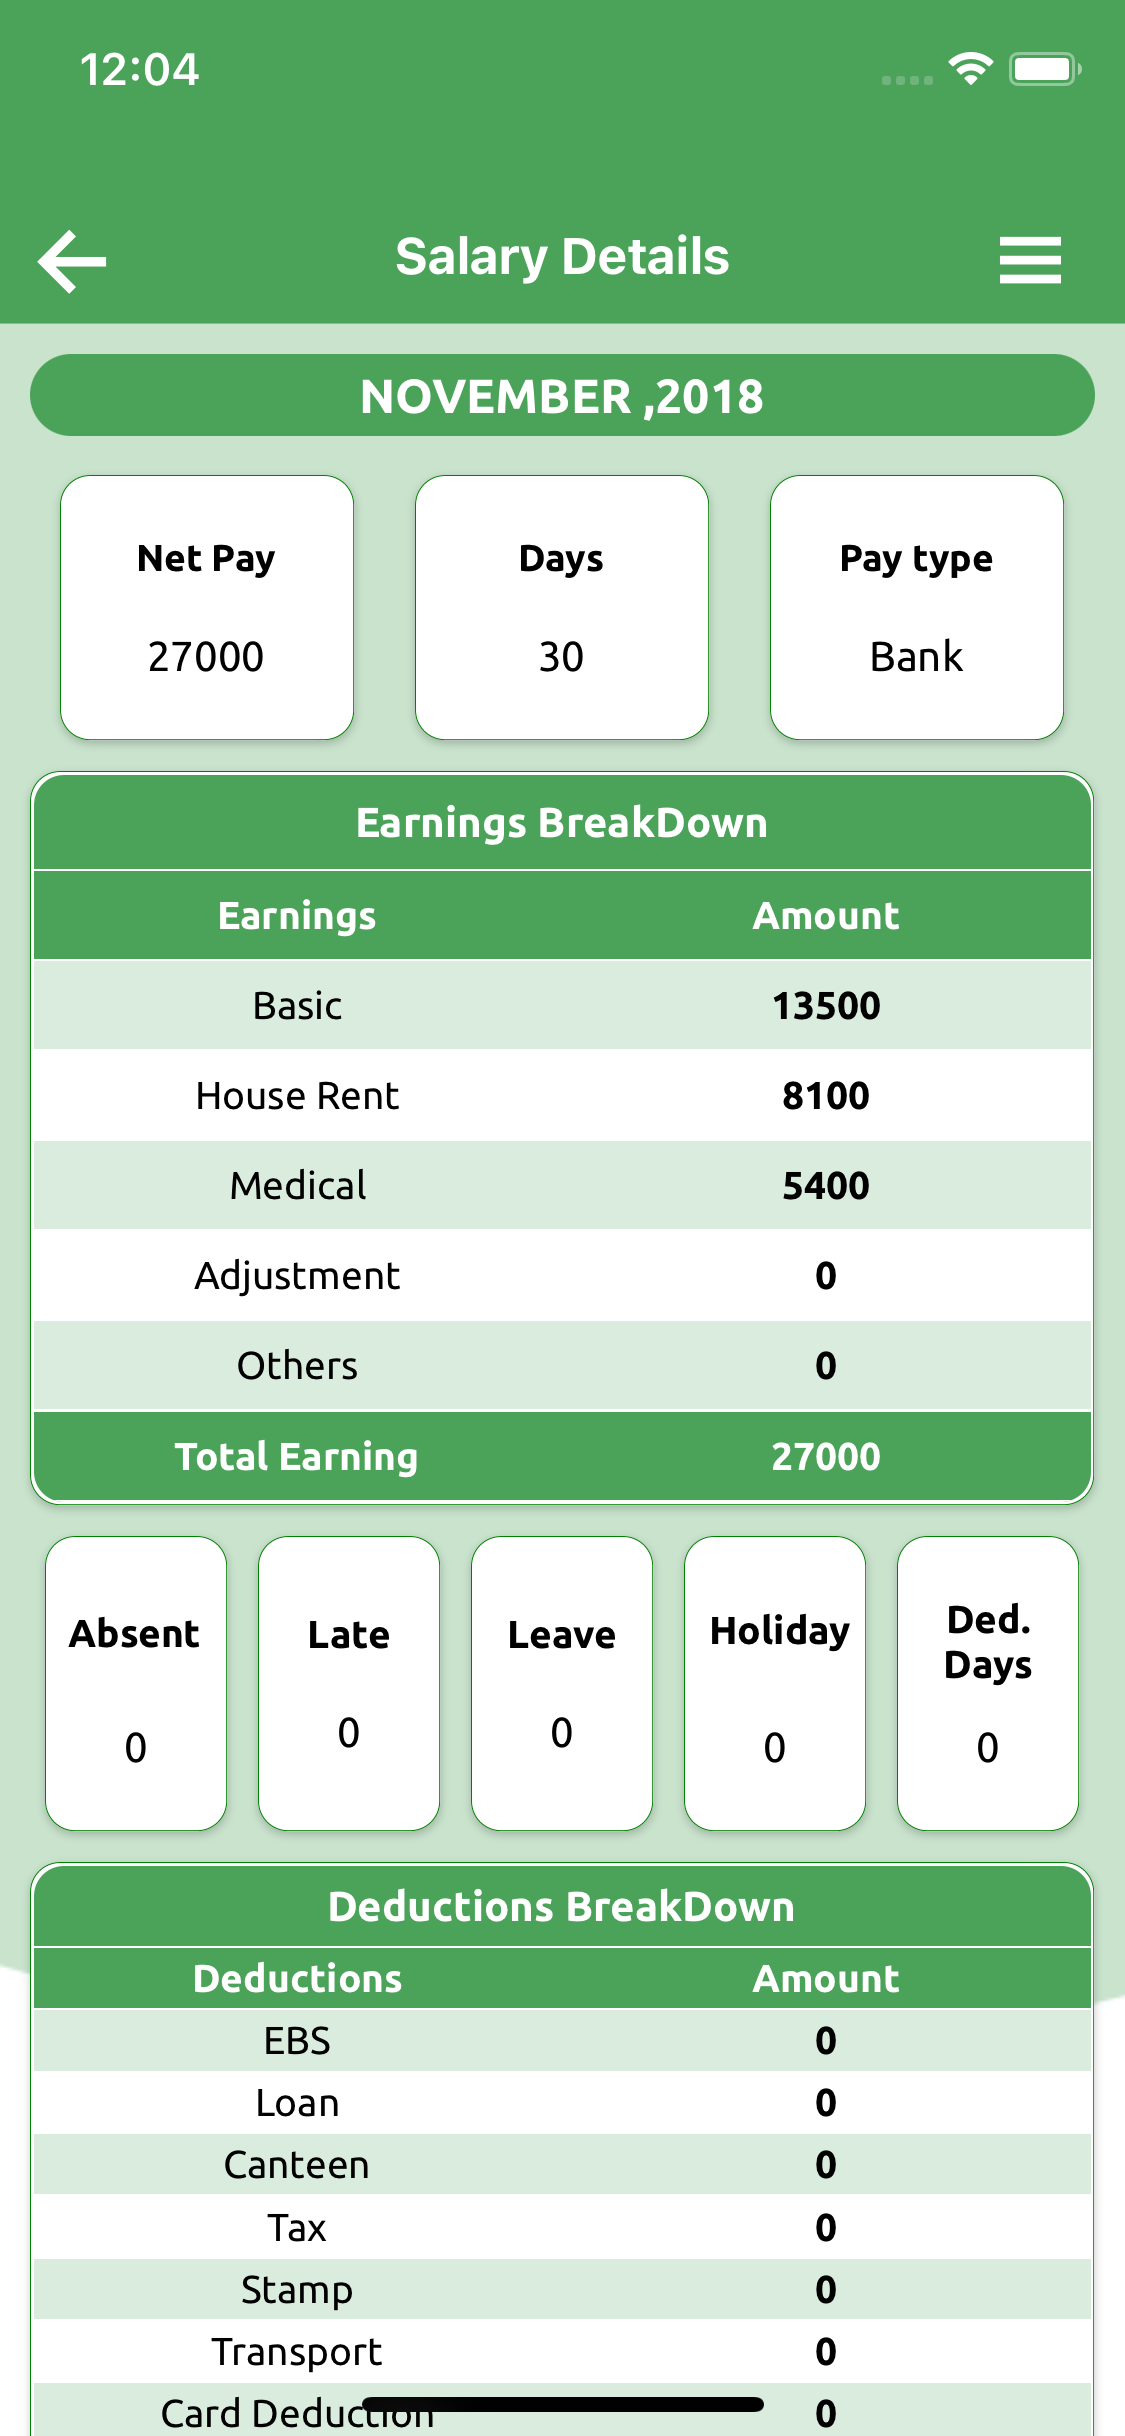 12:04
Salary Details
NOVEMBER ,2018
Net Pay Days Pay type
27000 30 Bank
Earnings BreakDown
Earnings Amount
Basic 13500
House Rent 8100
Medical 5400
Adjustment 0
Others 0
Total Earning 27000
Absent Late Leave Holiday Ded.
Days
0 0 0 0 0
Deductions BreakDown
Deductions Amount
EBS 0
Loan 0
Canteen 0
Tax 0
Stamp 0
Transport 0
Card Deduction 0